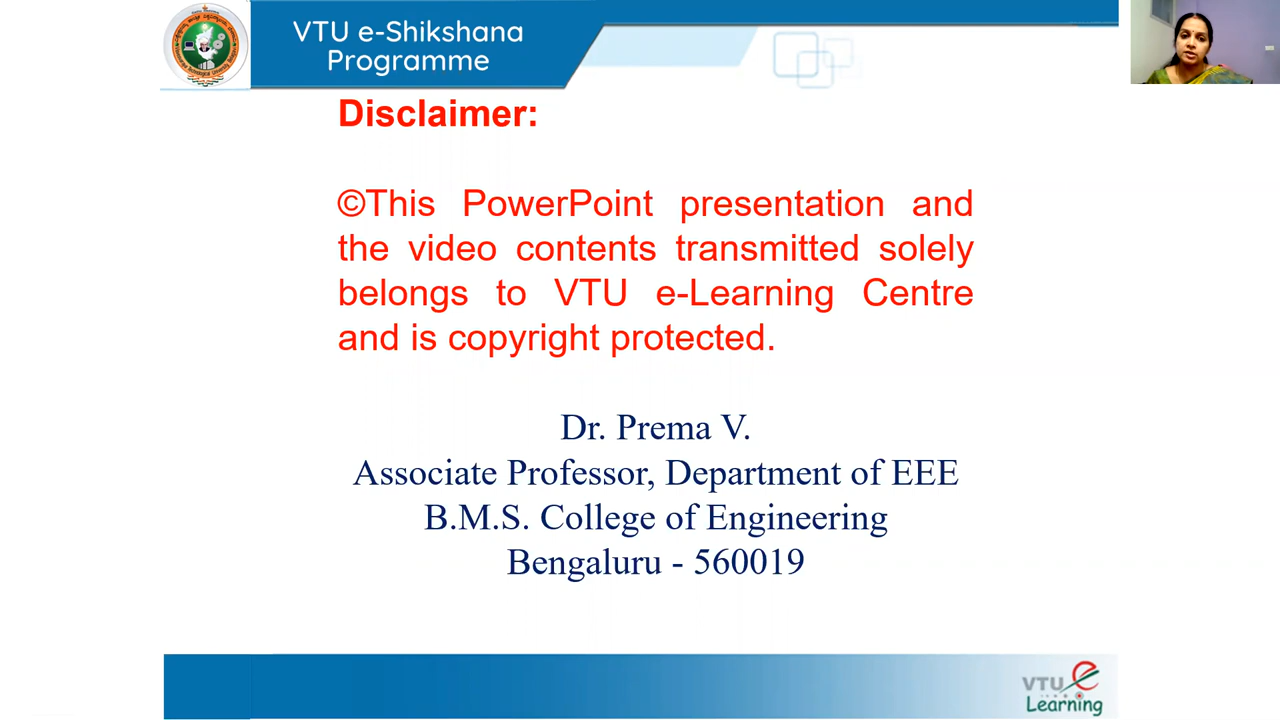 VTU e-Shikshana
Programme
Disclaimer:
©This PowerPoint presentation and
the video contents transmitted solely
belongs to VTU e-Learning Centre
and is copyright protected.
Dr. Prema V.
Associate Professor, Department of EEE
B.M.S. College of Engineering
Bengaluru - 560019
VTU e
Learning